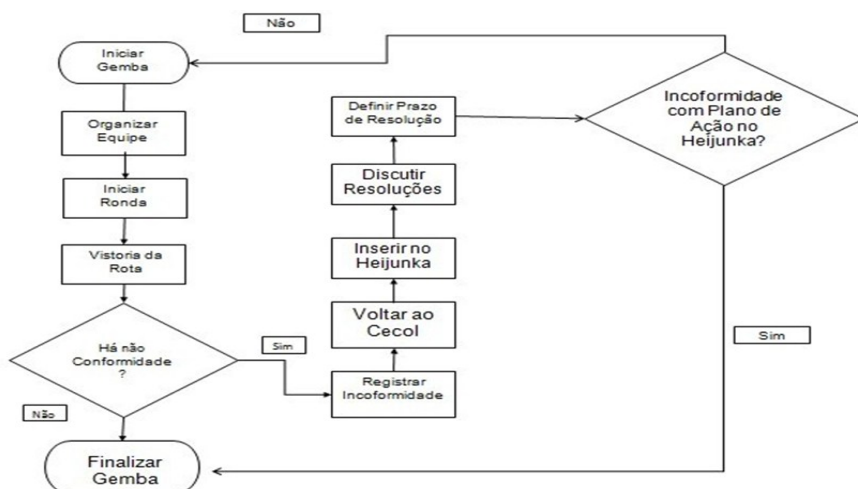 Não
Iniciar
Gemba
Organizar
Equipe
Iniciar
Ronda
Vistoria da
Rota
Há não
Conformidade
?
Sim
Não
Finalizar
Gemba
Registrar
Incoformidade
Voltar ao
Cecol
Inserir no
Heijunka
Discutir
Resoluções
Definir Prazo
de Resolução
Incoformidade
com Plano de
Ação no
Heijunka?
Sim